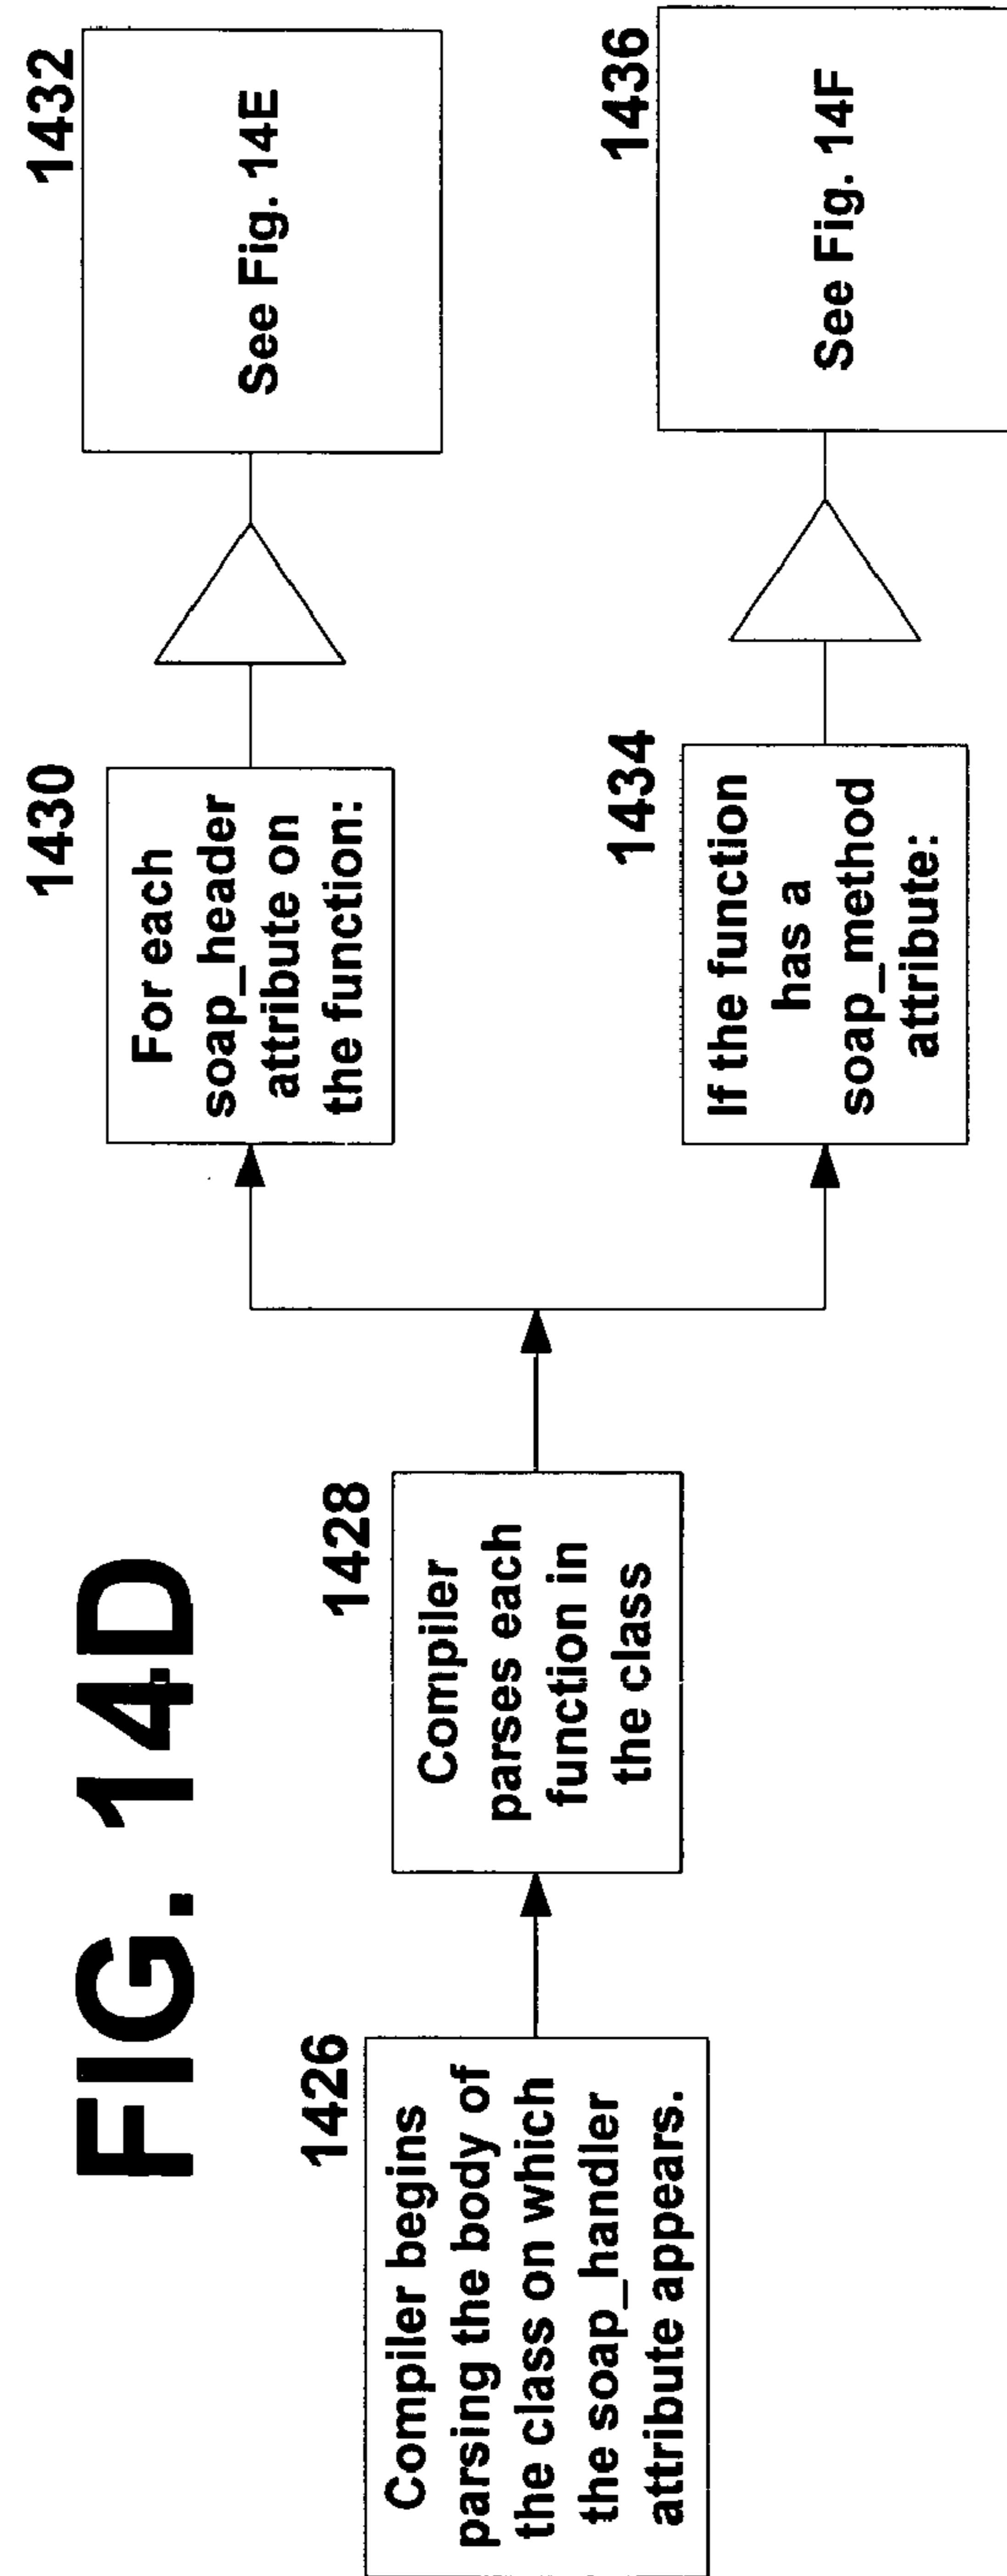 FIG. 14D
1426
Compiler begins
parsing the body of
the class on which
the soap_handler
attribute appears.
1428
Compiler
parses each
function in
the class
1430
For each
soap_header
attribute on
the function:
1432
See Fig. 14E
1434
If the function
has a
soap_method
attribute:
1436
See Fig. 14F